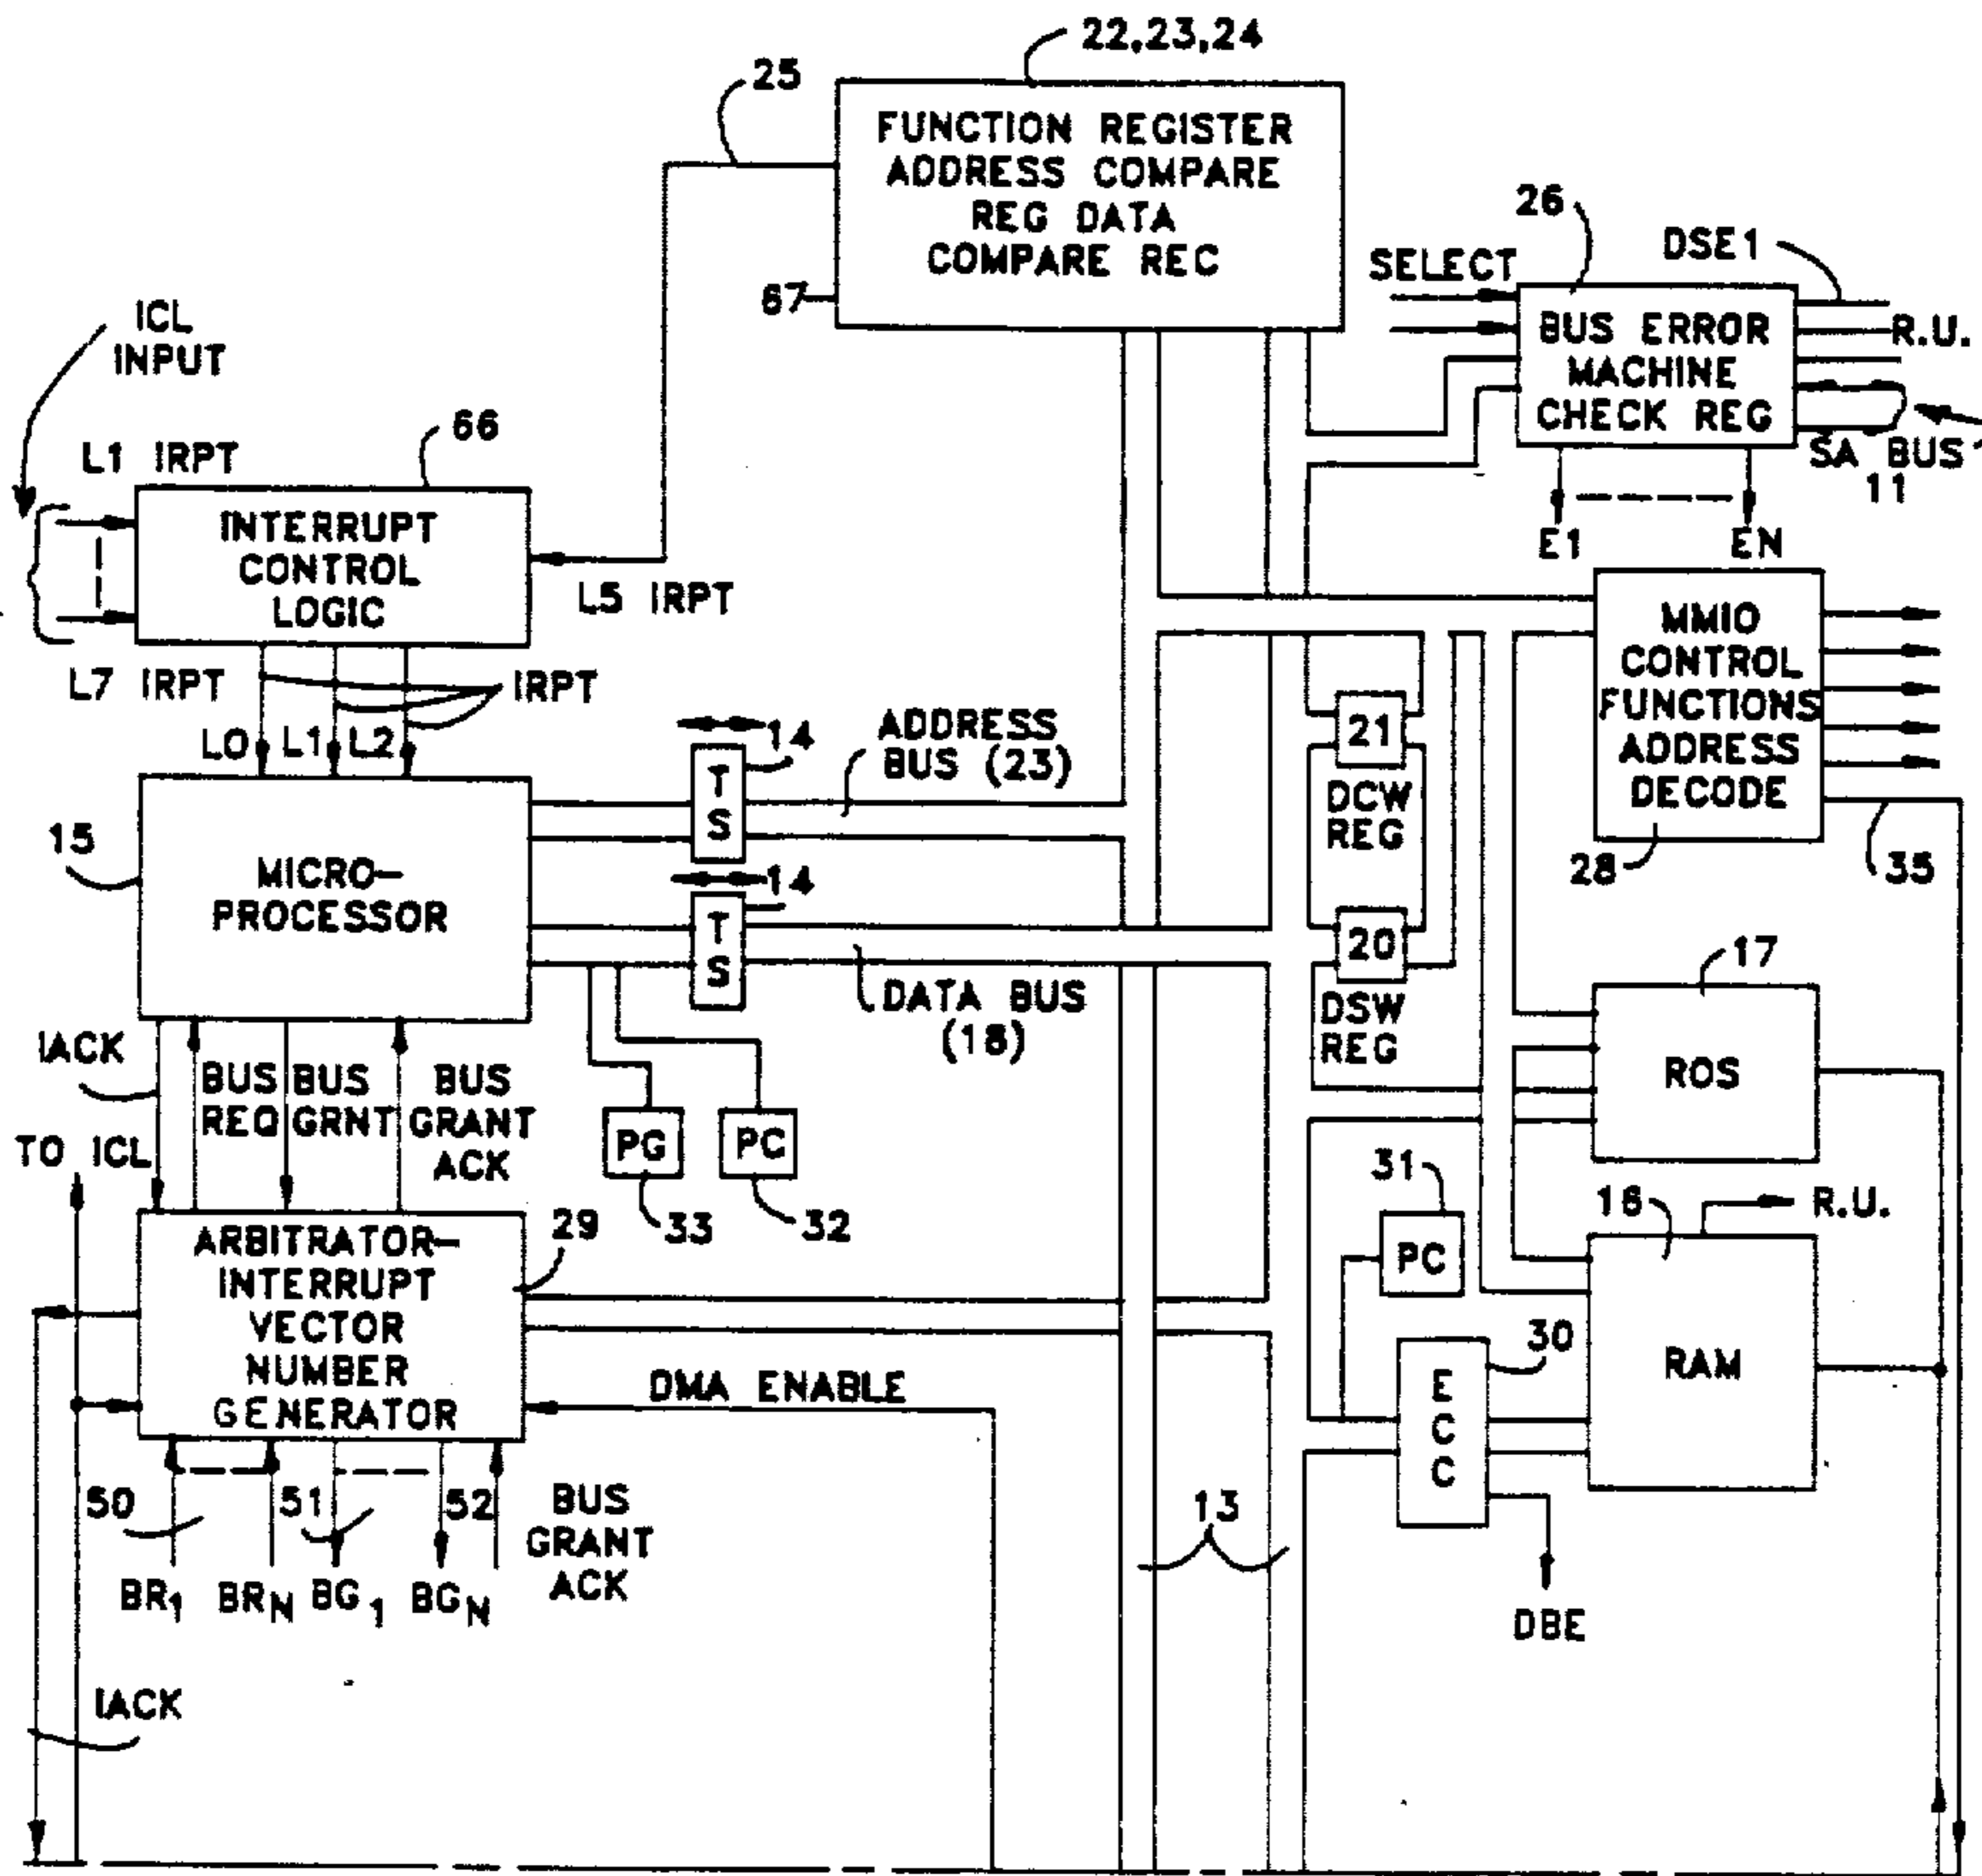 22,23,24
25
FUNCTION REGISTER
ADDRESS COMPARE
REG DATA
COMPARE REC
67
26
DSE1
SELECT
BUS ERROR
MACHINE
CHECK REG
R.U.
SA BUS
11
E1
EN
ICL
INPUT
L1 IRPT
66
INTERRUPT
CONTROL
LOGIC
L5 IRPT
L7 IRPT
IRPT
L0
L1
L2
MMIO
CONTROL
FUNCTIONS
ADDRESS
DECODE
28
35
14
T
S
ADDRESS
BUS (23)
21
DCW
REG
15
MICRO-
PROCESSOR
14
T
S
DATA BUS
(18)
20
DSW
REG
17
ROS
IACK
BUS
REQ
BUS
GRNT
BUS
GRANT
ACK
TO ICL
PG
PC
33
32
31
PC
16
R.U.
RAM
ARBITRATOR-
INTERRUPT
VECTOR
NUMBER
GENERATOR
29
DMA ENABLE
30
E
C
C
50
51
52
BUS
GRANT
ACK
BR1
BRN
BG1
BGN
13
DBE
IACK